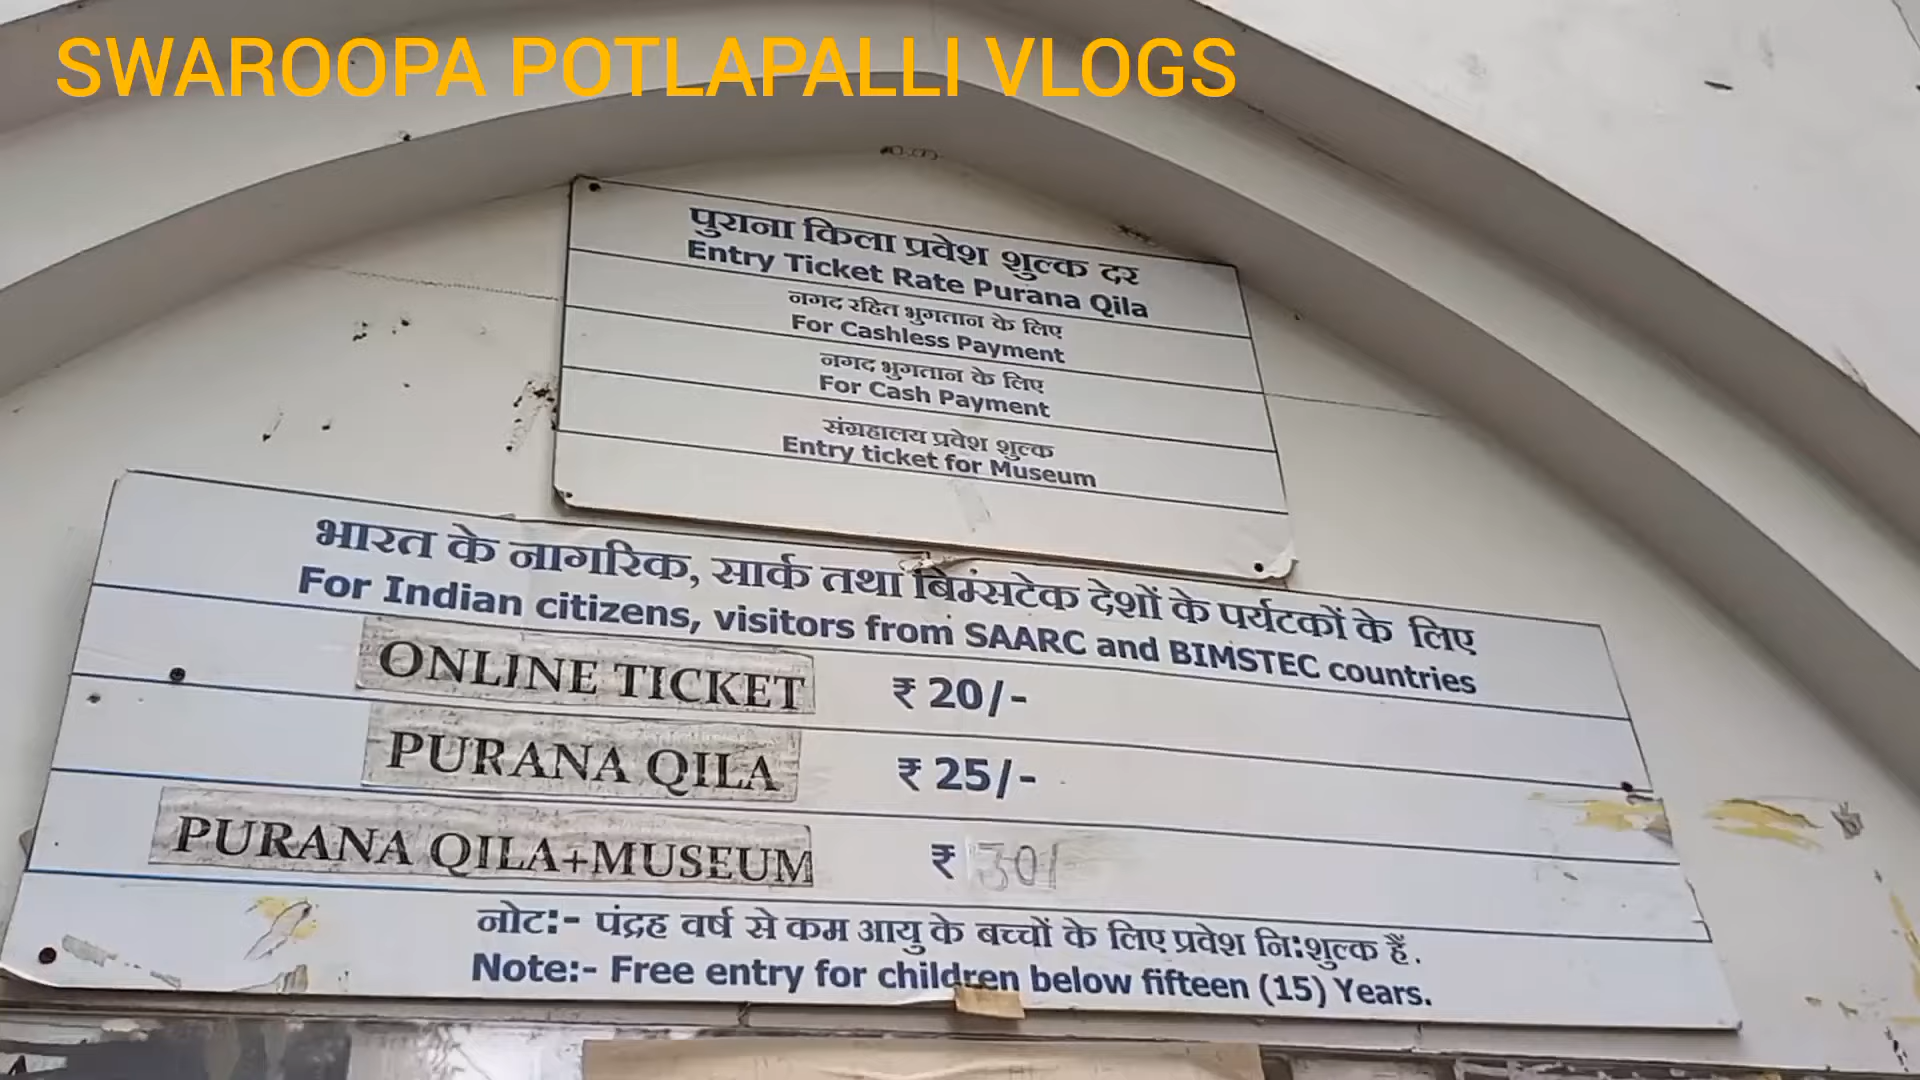 SWAROOPA POTLAPALLI VLOGS
पुराना किला प्रवेश शुल्क दर
Entry Ticket Rate Purana Qila
नगद रहित भुगतान के लिए
For Cashless Payment
नगद भुगतान के लिए
For Cash Payment
संग्रहालय प्रवेश शुल्क
Entry ticket for Museum
भारत के नागरिक, सार्क तथा बिम्सटेक देशों के पर्यटकों के लिए
For Indian citizens, visitors from SAARC and BIMSTEC countries
ONLINE TICKET ₹ 20/-
PURANA QILA ₹ 25/-
PURANA QILA+MUSEUM ₹ 30/
नोट:- पंद्रह वर्ष से कम आयु के बच्चों के लिए प्रवेश नि:शुल्क हैं.
Note:- Free entry for children below fifteen (15) Years.